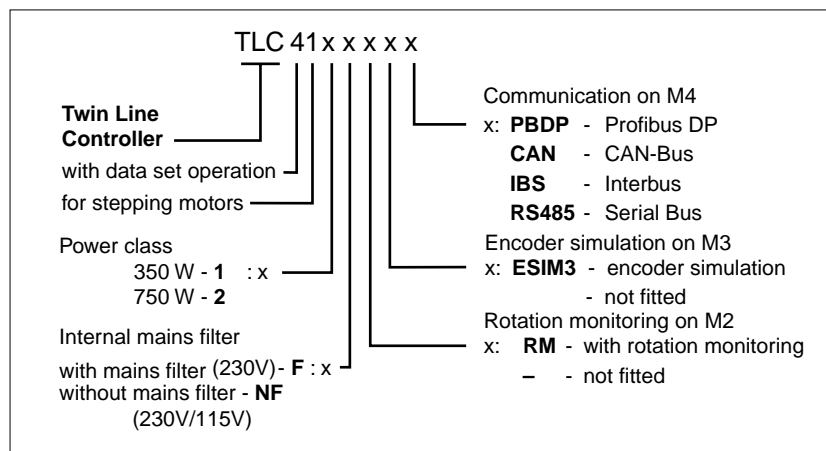 TLC 41 x x x x x
Twin Line
Controller
with data set operation
for stepping motors
Power class
350 W - 1 : x
750 W - 2
Internal mains filter
with mains filter (230V) - F : x
without mains filter - NF
(230V/115V)
Communication on M4
x: PBDP - Profibus DP
CAN - CAN-Bus
IBS - Interbus
RS485 - Serial Bus
Encoder simulation on M3
x: ESIM3 - encoder simulation
- not fitted
Rotation monitoring on M2
x: RM - with rotation monitoring
– - not fitted